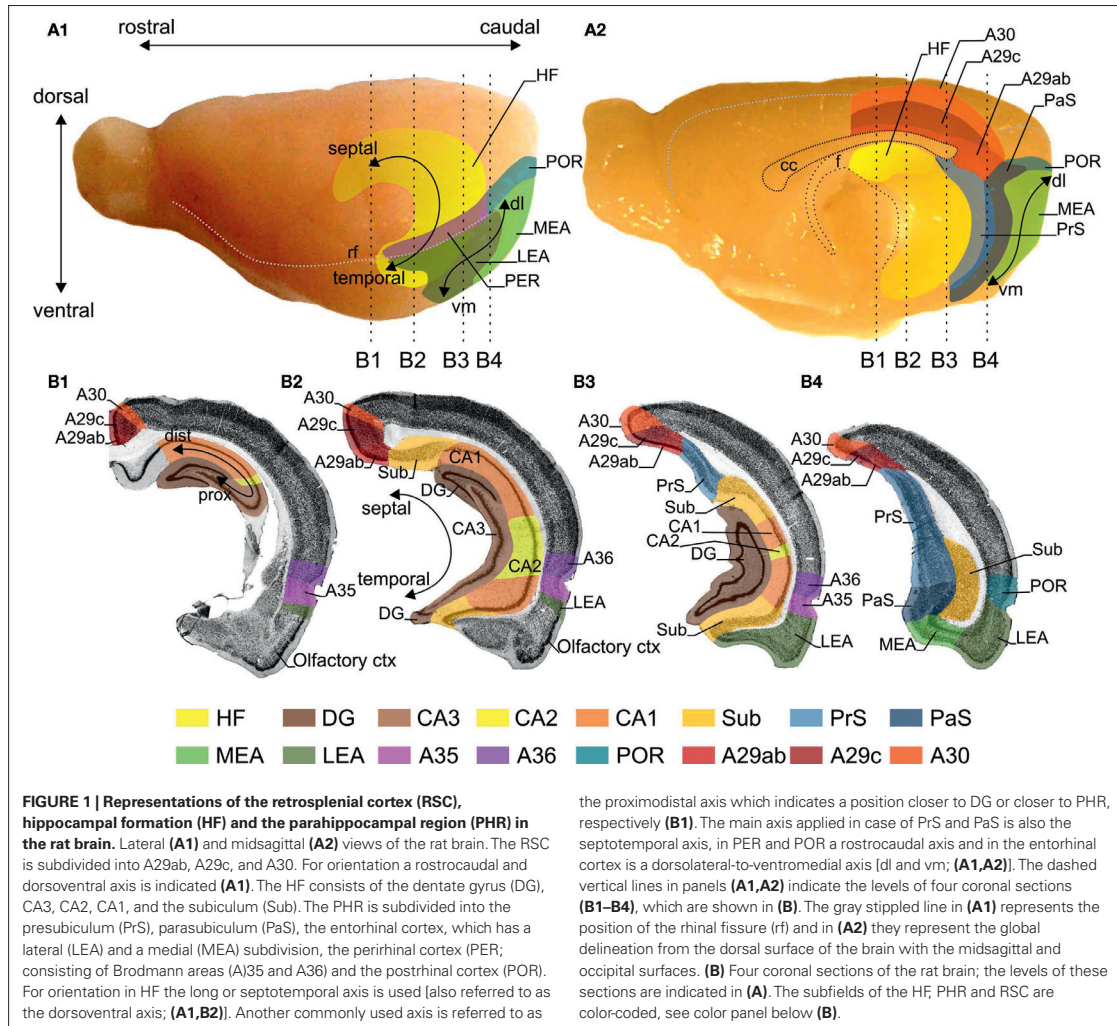 A1
rostral
caudal
dorsal
ventral
septal
temporal
rf
vm
dl
HF
POR
MEA
LEA
PER
B1 B2 B3 B4
A2
HF
A30
A29c
A29ab
PaS
POR
dl
MEA
PrS
vm
cc
f
B1 B2 B3 B4
B1
A30
A29c
A29ab
dist
prox
A35
Olfactory ctx
B2
A30
A29c
A29ab
Sub
CA1
DG
septal
CA3
CA2
temporal
DG
A36
LEA
Olfactory ctx
B3
A30
A29c
A29ab
PrS
Sub
CA1
CA2
DG
A36
A35
Sub
LEA
B4
A30
A29c
A29ab
PrS
Sub
POR
PaS
MEA
LEA
HF DG CA3 CA2 CA1 Sub PrS PaS
MEA LEA A35 A36 POR A29ab A29c A30
FIGURE 1 | Representations of the retrosplenial cortex (RSC),
hippocampal formation (HF) and the parahippocampal region (PHR) in
the rat brain. Lateral (A1) and midsagittal (A2) views of the rat brain. The RSC
is subdivided into A29ab, A29c, and A30. For orientation a rostrocaudal and
dorsoventral axis is indicated (A1). The HF consists of the dentate gyrus (DG),
CA3, CA2, CA1, and the subiculum (Sub). The PHR is subdivided into the
presubiculum (PrS), parasubiculum (PaS), the entorhinal cortex, which has a
lateral (LEA) and a medial (MEA) subdivision, the perirhinal cortex (PER;
consisting of Brodmann areas (A)35 and A36) and the postrhinal cortex (POR).
For orientation in HF the long or septotemporal axis is used [also referred to as
the dorsoventral axis; (A1,B2)]. Another commonly used axis is referred to as
the proximodistal axis which indicates a position closer to DG or closer to PHR,
respectively (B1). The main axis applied in case of PrS and PaS is also the
septotemporal axis, in PER and POR a rostrocaudal axis and in the entorhinal
cortex is a dorsolateral-to-ventromedial axis [dl and vm; (A1,A2)]. The dashed
vertical lines in panels (A1,A2) indicate the levels of four coronal sections
(B1–B4), which are shown in (B). The gray stippled line in (A1) represents the
position of the rhinal fissure (rf) and in (A2) they represent the global
delineation from the dorsal surface of the brain with the midsagittal and
occipital surfaces. (B) Four coronal sections of the rat brain; the levels of these
sections are indicated in (A). The subfields of the HF, PHR and RSC are
color-coded, see color panel below (B).